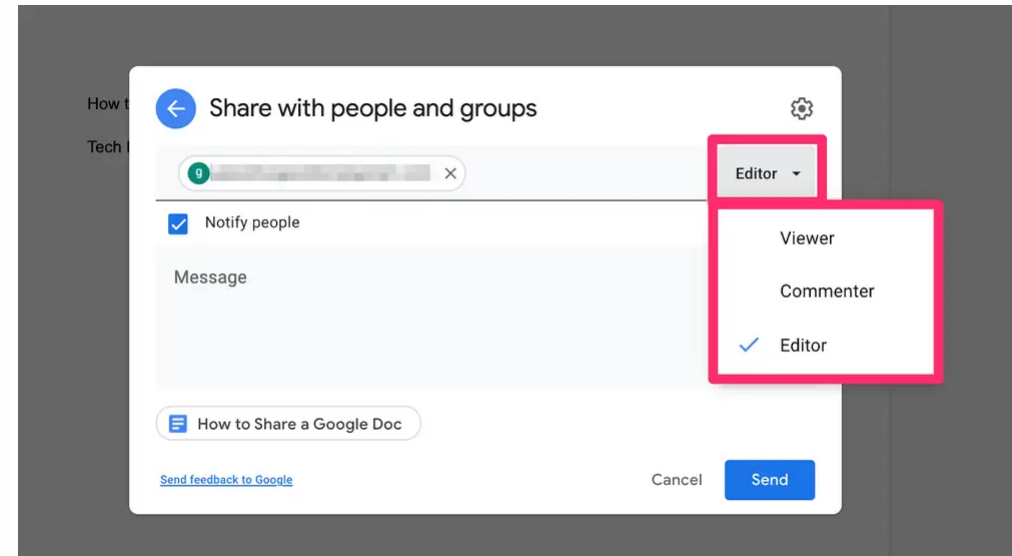 How t
Tech
Share with people and groups
g
Editor
Notify people
Message
Viewer
Commenter
Editor
How to Share a Google Doc
Send feedback to Google
Cancel
Send